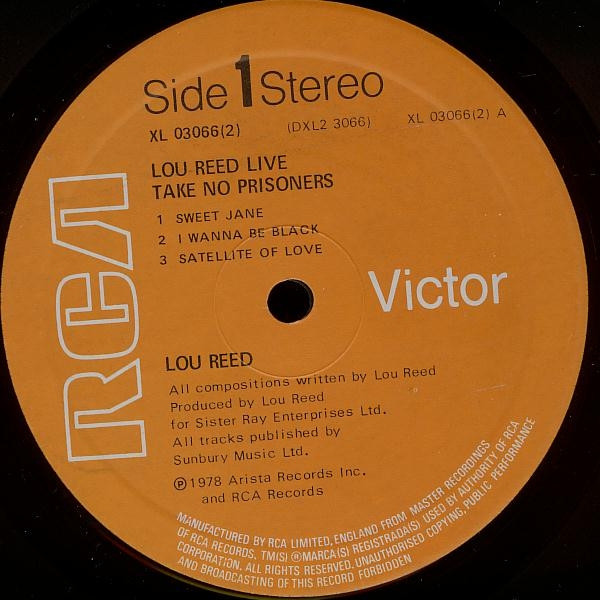 Side 1 Stereo
XL 03066(2) (DXL2 3066) XL 03066(2) A
LOU REED LIVE
TAKE NO PRISONERS
1 SWEET JANE
2 I WANNA BE BLACK
3 SATELLITE OF LOVE
RCA
Victor
LOU REED
All compositions written by Lou Reed
Produced by Lou Reed
for Sister Ray Enterprises Ltd.
All tracks published by
Sunbury Music Ltd.
℗1978 Arista Records Inc.
and RCA Records
MANUFACTURED BY RCA LIMITED, ENGLAND FROM MASTER RECORDINGS
OF RCA RECORDS. TM(S) ® MARCA(S) REGISTRADA(S) USED BY AUTHORITY OF RCA
CORPORATION. ALL RIGHTS RESERVED. UNAUTHORISED COPYING, PUBLIC PERFORMANCE
AND BROADCASTING OF THIS RECORD FORBIDDEN